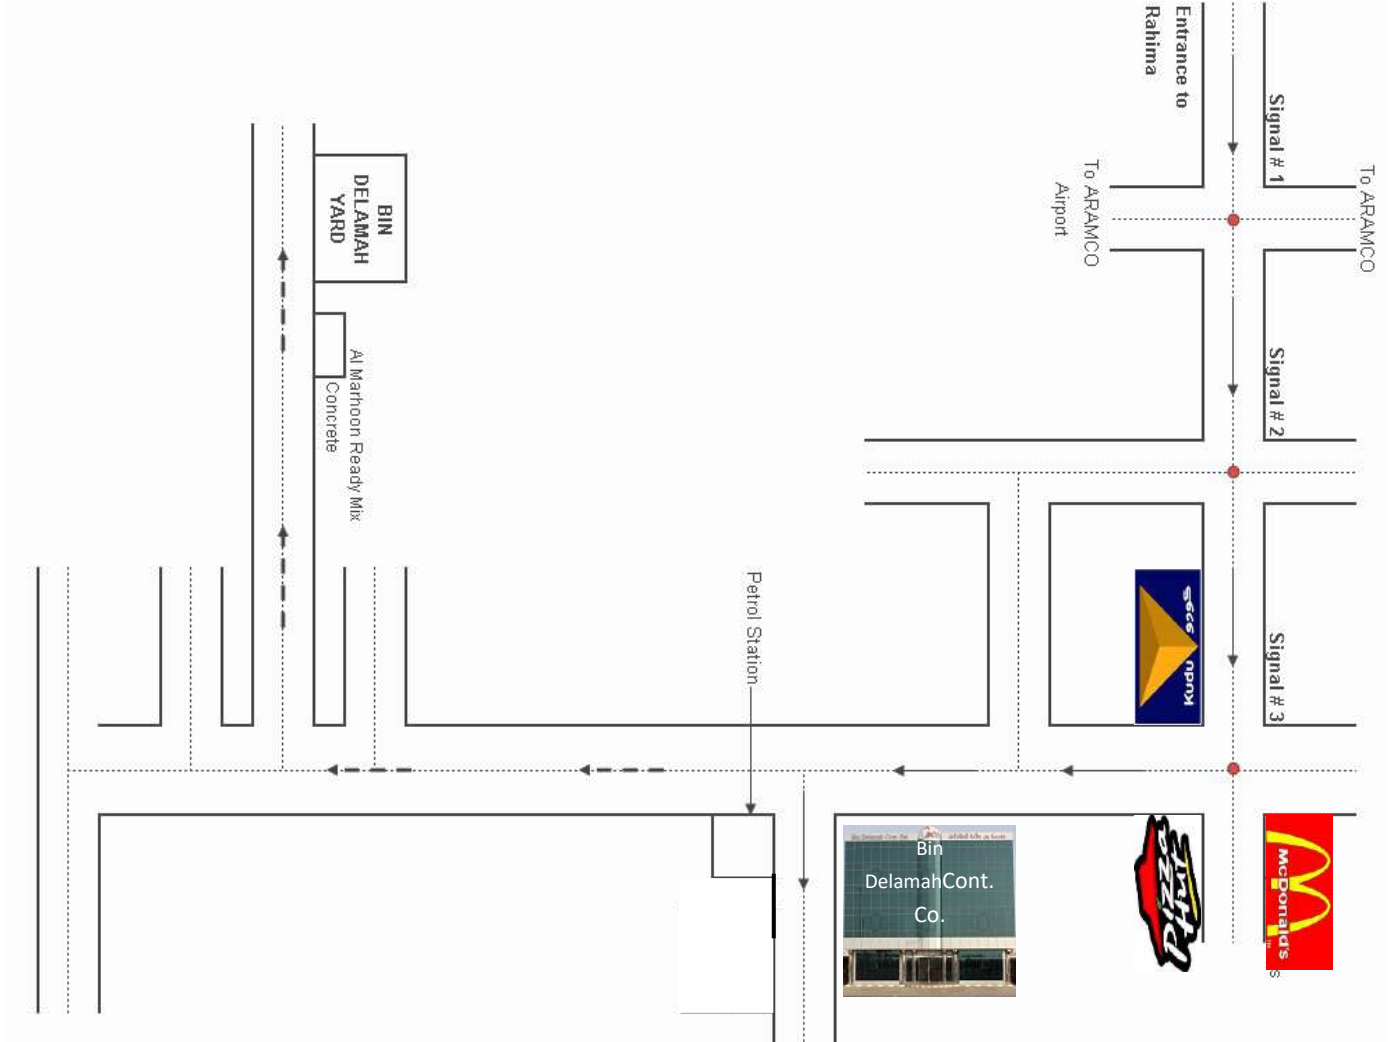 Entrance to
Rahima
Signal # 1
To ARAMCO
To ARAMCO
Airport
BIN
DELAMAH
YARD
Signal # 2
Al Marhoon Ready Mix
Concrete
Petrol Station
Kudu
Signal # 3
Bin
DelamahCont.
Co.
Pizza
Hut
McDonald's
TM
s